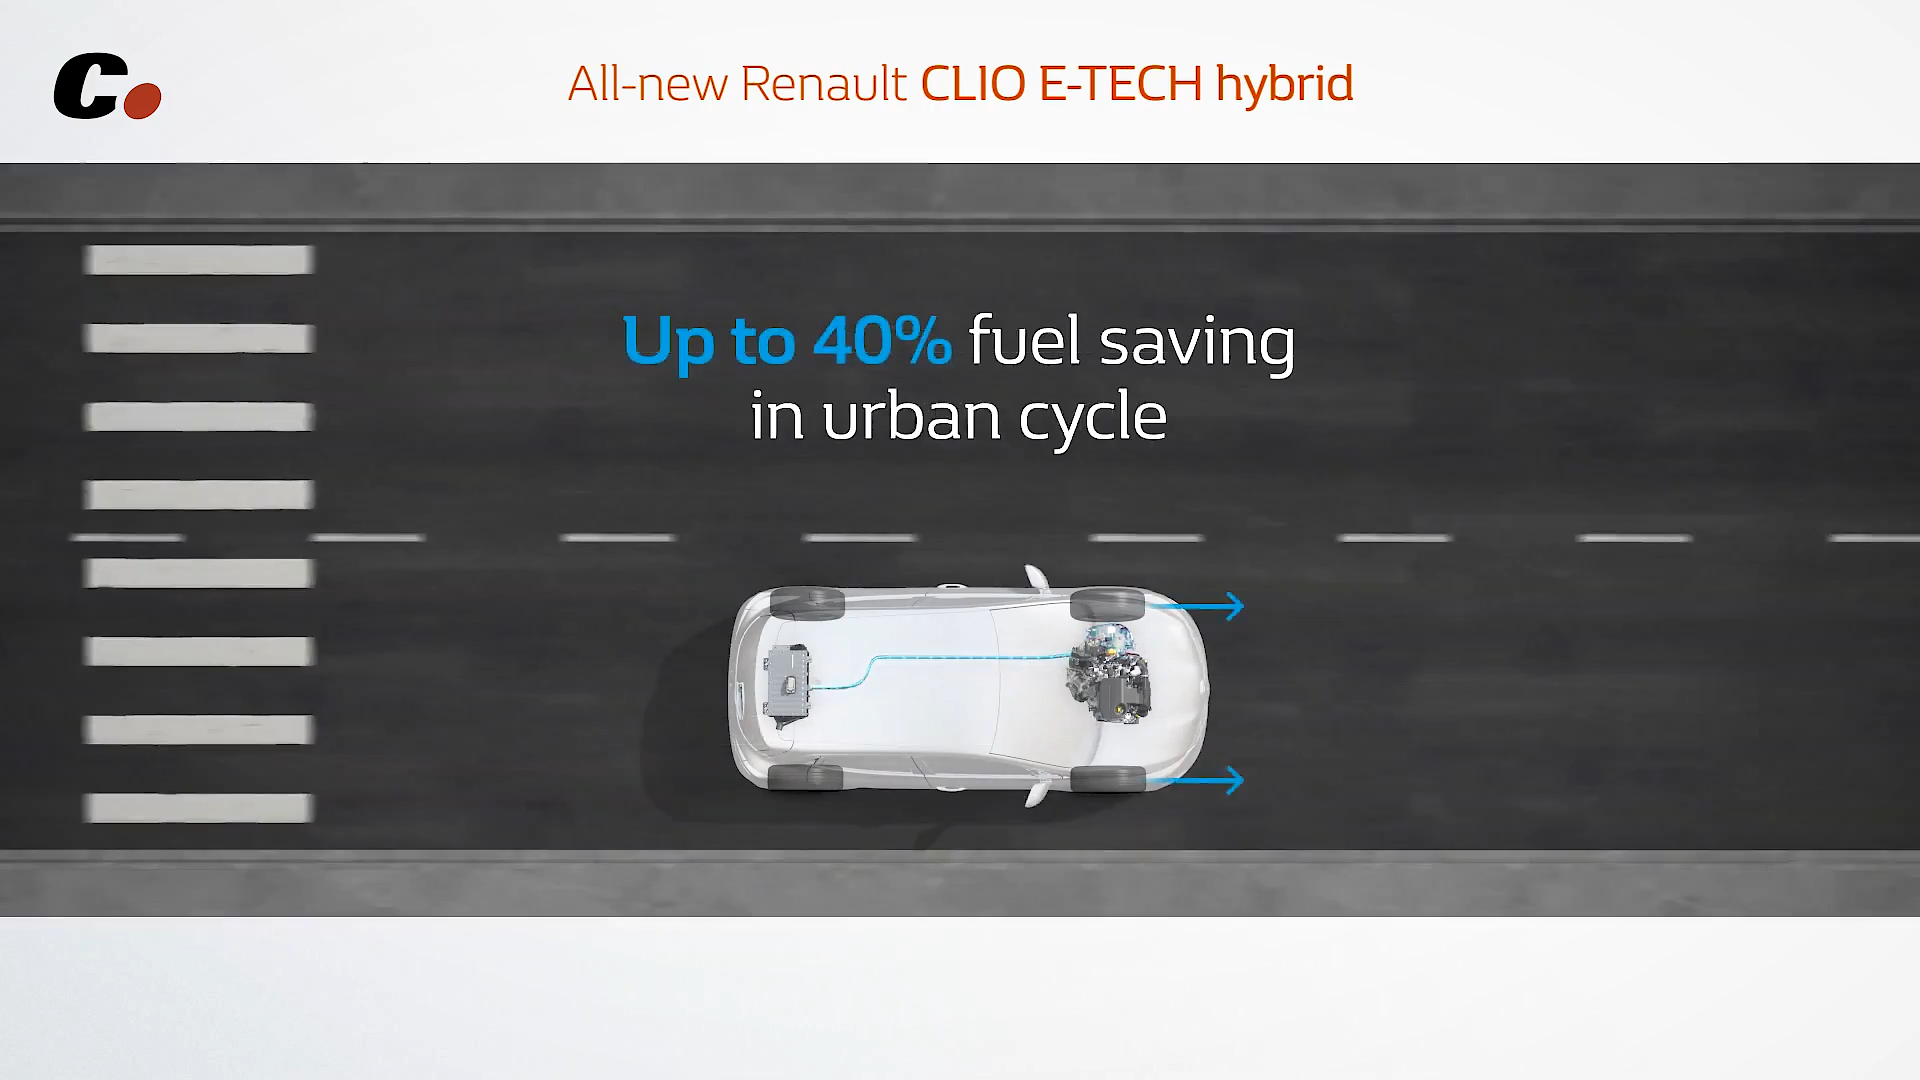 C.
All-new Renault CLIO E-TECH hybrid
Up to 40% fuel saving
in urban cycle